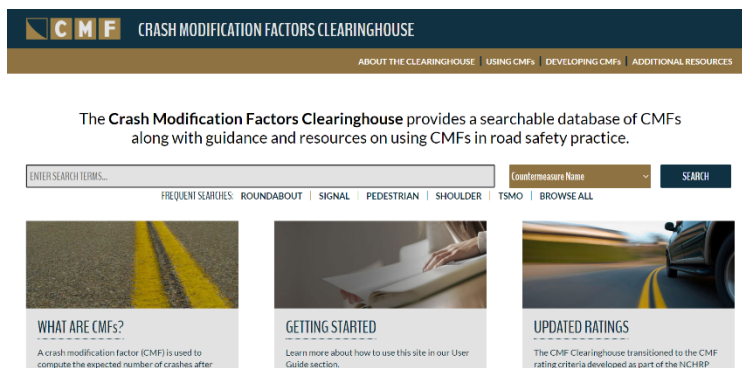 CMF CRASH MODIFICATION FACTORS CLEARINGHOUSE
ABOUT THE CLEARINGHOUSE | USING CMFs | DEVELOPING CMFs | ADDITIONAL RESOURCES
The Crash Modification Factors Clearinghouse provides a searchable database of CMFs
along with guidance and resources on using CMFs in road safety practice.
ENTER SEARCH TERMS... Countermeasure Name SEARCH
FREQUENT SEARCHES: ROUNDABOUT | SIGNAL | PEDESTRIAN | SHOULDER | TSMO | BROWSE ALL
WHAT ARE CMFs?
A crash modification factor (CMF) is used to
compute the expected number of crashes after
GETTING STARTED
Learn more about how to use this site in our User
Guide section.
UPDATED RATINGS
The CMF Clearinghouse transitioned to the CMF
rating criteria developed as part of the NCHRP